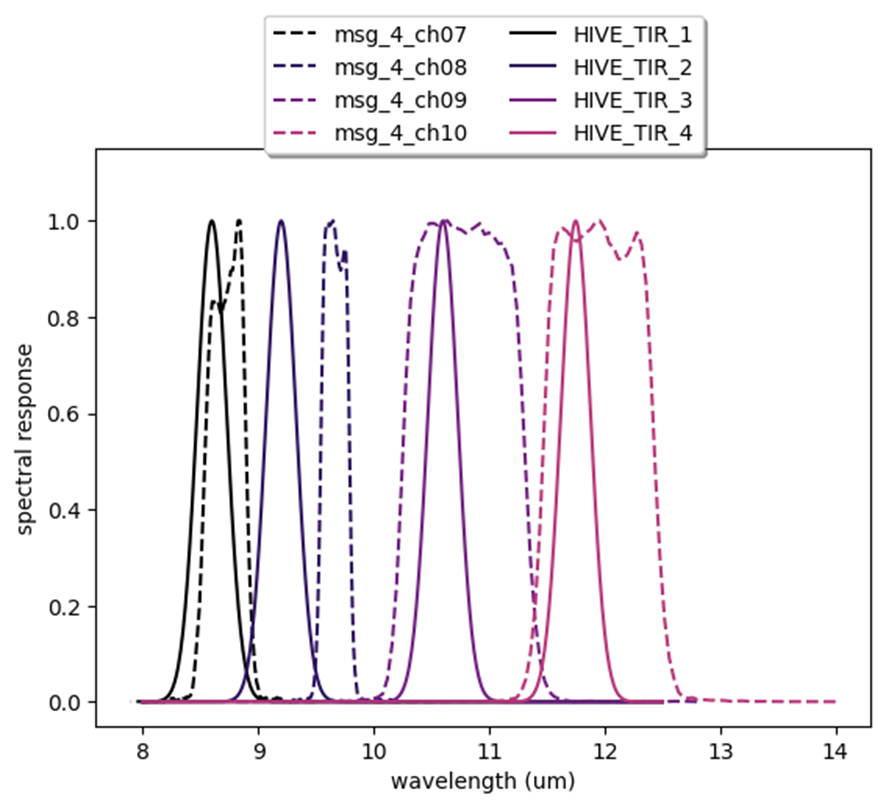 msg_4_ch07 HIVE_TIR_1
msg_4_ch08 HIVE_TIR_2
msg_4_ch09 HIVE_TIR_3
msg_4_ch10 HIVE_TIR_4
1.0
0.8
0.6
0.4
0.2
0.0
spectral response
8 9 10 11 12 13 14
wavelength (um)